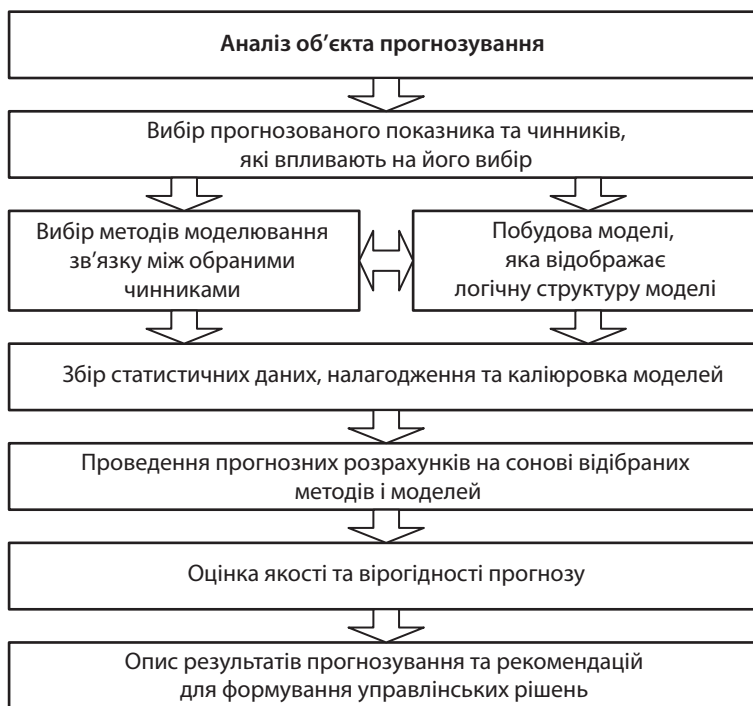 Аналіз об’єкта прогнозування
Вибір прогнозованого показника та чинників,
які впливають на його вибір
Вибір методів моделювання
зв’язку між обраними
чинниками
Побудова моделі,
яка відображає
логічну структуру моделі
Збір статистичних даних, налагодження та каліюровка моделей
Проведення прогнозних розрахунків на сонові відібраних
методів і моделей
Оцінка якості та вірогідності прогнозу
Опис результатів прогнозування та рекомендацій
для формування управлінських рішень